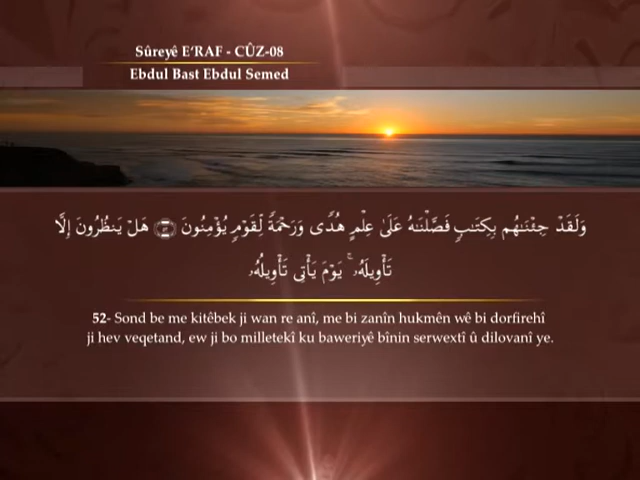 Sûreyê E‘RAF - CÛZ-08
Ebdul Bast Ebdul Semed
وَلَقَدْ جِئْنَـٰهُم بِكِتَـٰبٍ فَصَّلْنَـٰهُ عَلَىٰ عِلْمٍ هُدًى وَرَحْمَةً لِّقَوْمٍ يُؤْمِنُونَ ۝ هَلْ يَنظُرُونَ إِلَّا
تَأْوِيلَهُۥ ۚ يَوْمَ يَأْتِى تَأْوِيلُهُۥ
52- Sond be me kitêbek ji wan re anî, me bi zanîn hukmên wê bi dorfirehî
ji hev veqetand, ew ji bo milletekî ku baweriyê bînin serwextî û dilovanî ye.